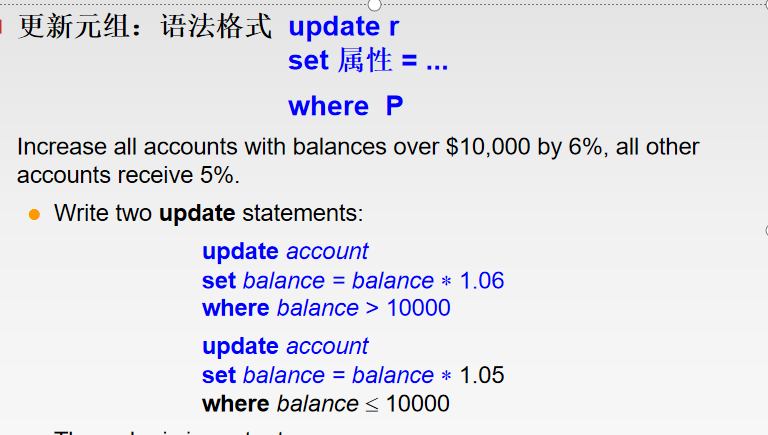 更新元组：语法格式 update r
set 属性 = ...
where P
Increase all accounts with balances over $10,000 by 6%, all other
accounts receive 5%.
Write two update statements:
update account
set balance = balance ∗ 1.06
where balance > 10000
update account
set balance = balance ∗ 1.05
where balance ≤ 10000